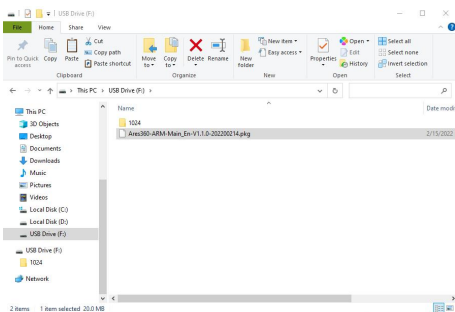 USB Drive (F:)
File Home Share View
Pin to Quick access
Copy
Paste
Cut
Copy path
Paste shortcut
Move to
Copy to
Delete
Rename
New folder
New item
Easy access
Properties
Open
Edit
History
Select all
Select none
Invert selection
Clipboard Organize New Open Select
This PC > USB Drive (F:) >
Name Date modi
This PC
3D Objects
Desktop
Documents
Downloads
Music
Pictures
Videos
Local Disk (C:)
Local Disk (D:)
USB Drive (F:)
USB Drive (F:)
1024
Network
1024
Ares360-ARM-Main_En-V1.1.0-202200214.pkg 2/15/2022
2 items 1 item selected 20.0 MB